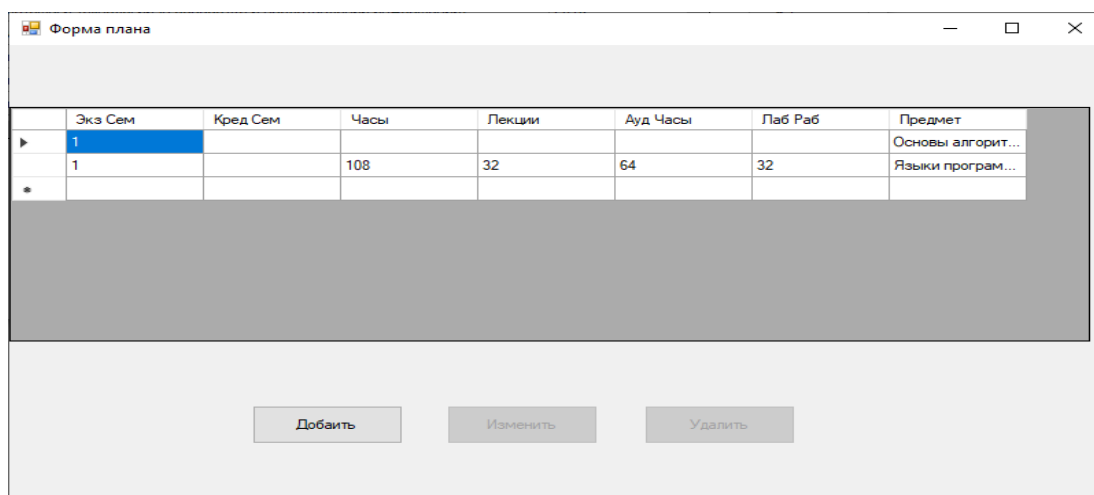 Форма плана
Экз Сем Кред Сем Часы Лекции Ауд Часы Лаб Раб Предмет
1 Основы алгорит...
1 108 32 64 32 Языки програм...
Добаить Изменить Удалить